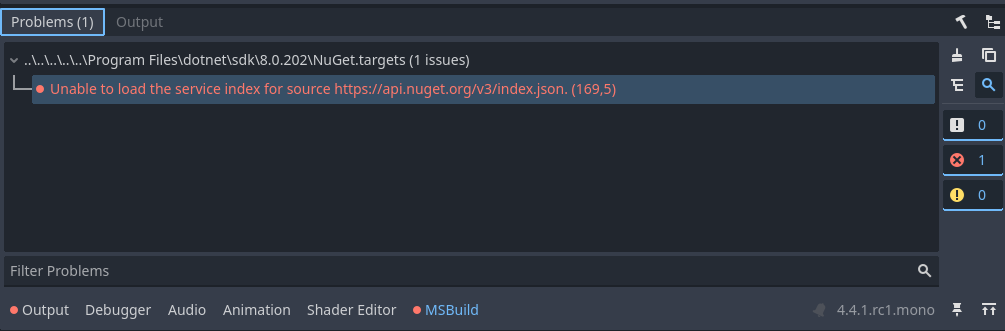 Problems (1) Output
..\..\..\..\..\Program Files\dotnet\sdk\8.0.202\NuGet.targets (1 issues)
Unable to load the service index for source https://api.nuget.org/v3/index.json. (169,5)
0
1
0
Filter Problems
Output Debugger Audio Animation Shader Editor MSBuild 4.4.1.rc1.mono